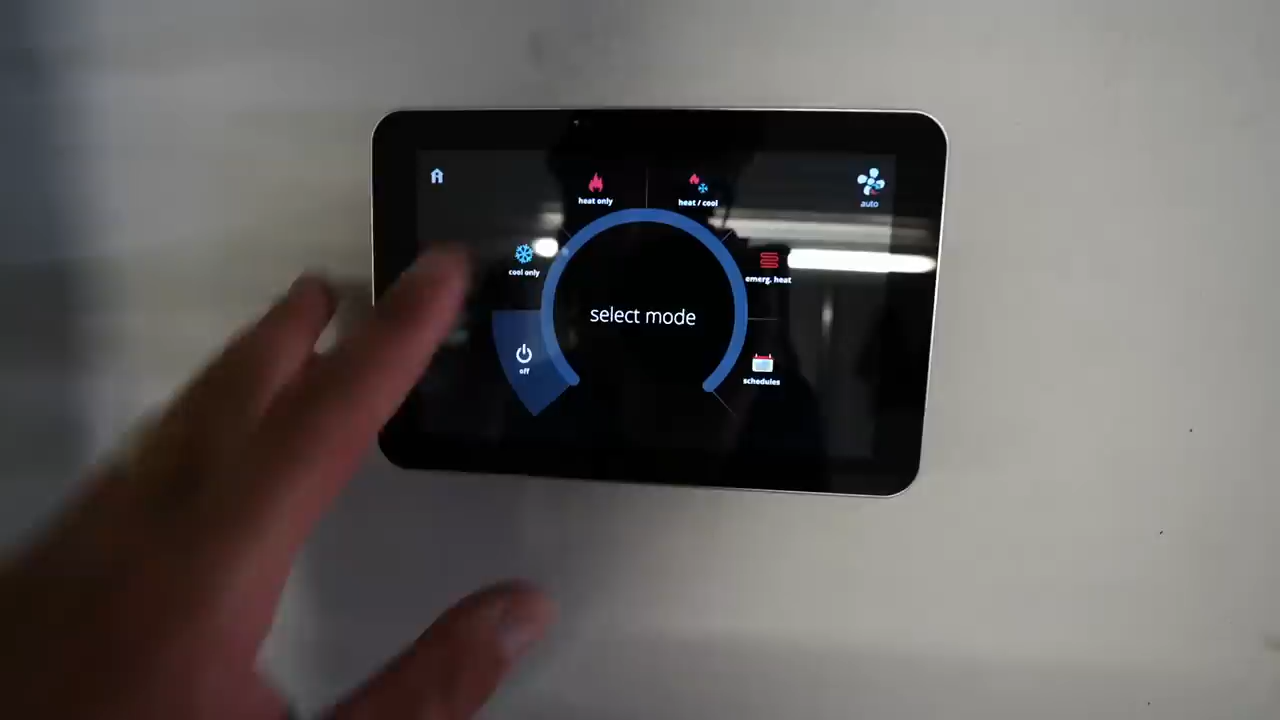 heat only
heat / cool
auto
cool only
emerg. heat
select mode
off
schedules